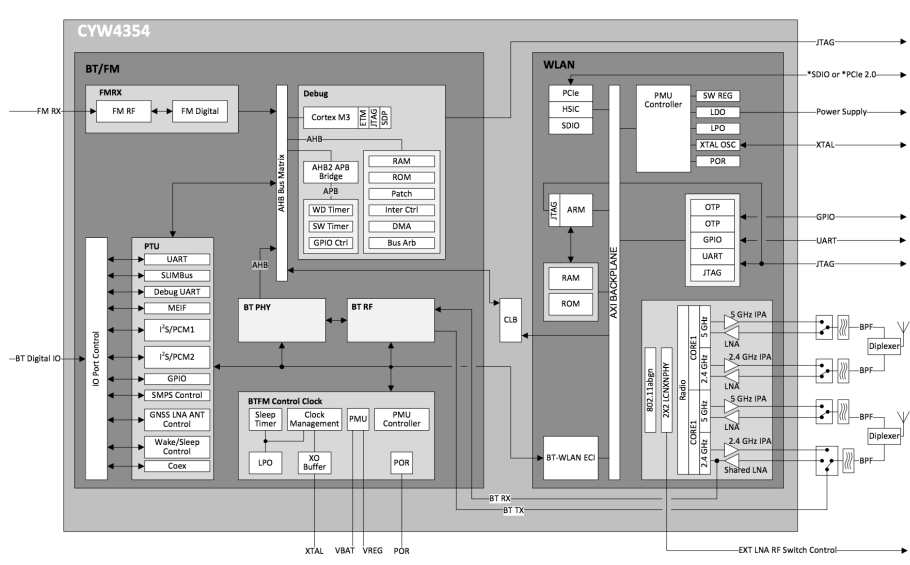 CYW4354
BT/FM
FMRX
FM RF
FM Digital
FM RX
Debug
Cortex M3
ETM
JTAG
SDP
AHB
AHB2 APB
Bridge
APB
WD Timer
SW Timer
GPIO Ctrl
RAM
ROM
Patch
Inter Ctrl
DMA
Bus Arb
AHB Bus Matrix
AHB
PTU
UART
SLIMBus
Debug UART
MEIF
I²S/PCM1
I²S/PCM2
GPIO
SMPS Control
GNSS LNA ANT
Control
Wake/Sleep
Control
Coex
IO Port Control
BT Digital IO
BT PHY
BT RF
BTFM Control Clock
Sleep
Timer
Clock
Management
PMU
PMU
Controller
LPO
XO
Buffer
POR
XTAL
VBAT
VREG
POR
CLB
WLAN
PCIe
HSIC
SDIO
PMU
Controller
SW REG
LDO
LPO
XTAL OSC
POR
JTAG
ARM
RAM
ROM
AXI BACKPLANE
OTP
OTP
GPIO
UART
JTAG
BT-WLAN ECI
802.11abgn
2X2 LCNXNPHY
Radio
CORE1
5 GHz
2.4 GHz
CORE1
5 GHz
2.4 GHz
5 GHz IPA
LNA
2.4 GHz IPA
LNA
5 GHz IPA
LNA
2.4 GHz IPA
Shared LNA
BT RX
BT TX
JTAG
*SDIO or *PCIe 2.0
Power Supply
XTAL
GPIO
UART
JTAG
BPF
Diplexer
BPF
BPF
Diplexer
BPF
EXT LNA RF Switch Control